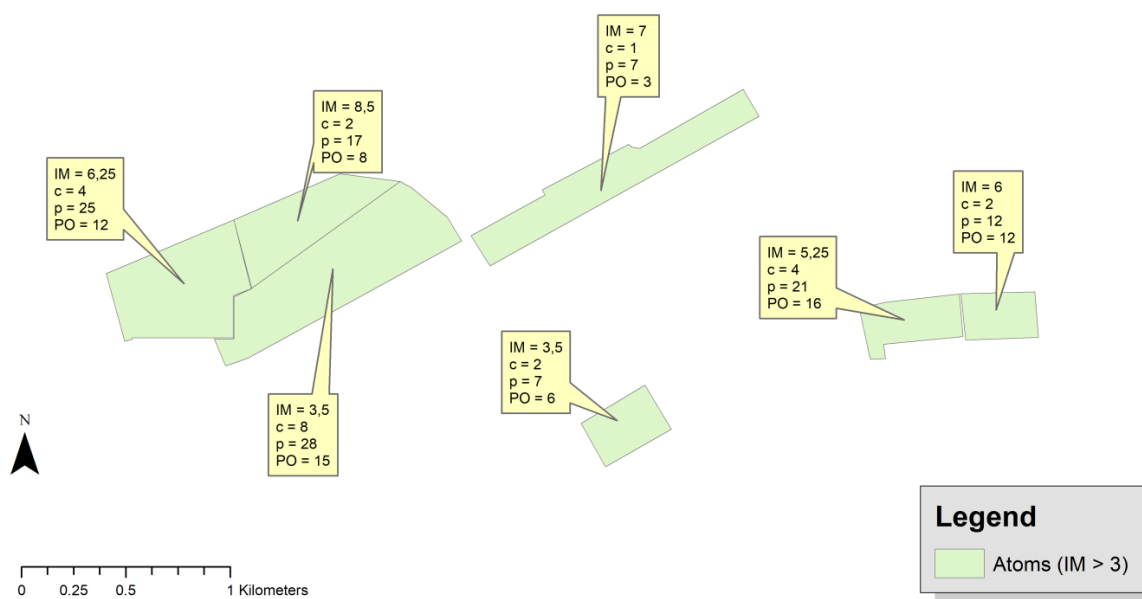 IM = 7
c = 1
p = 7
PO = 3
IM = 8,5
c = 2
p = 17
PO = 8
IM = 6,25
c = 4
p = 25
PO = 12
IM = 6
c = 2
p = 12
PO = 12
IM = 5,25
c = 4
p = 21
PO = 16
IM = 3,5
c = 2
p = 7
PO = 6
IM = 3,5
c = 8
p = 28
PO = 15
N
Legend
Atoms (IM > 3)
0 0.25 0.5 1 Kilometers